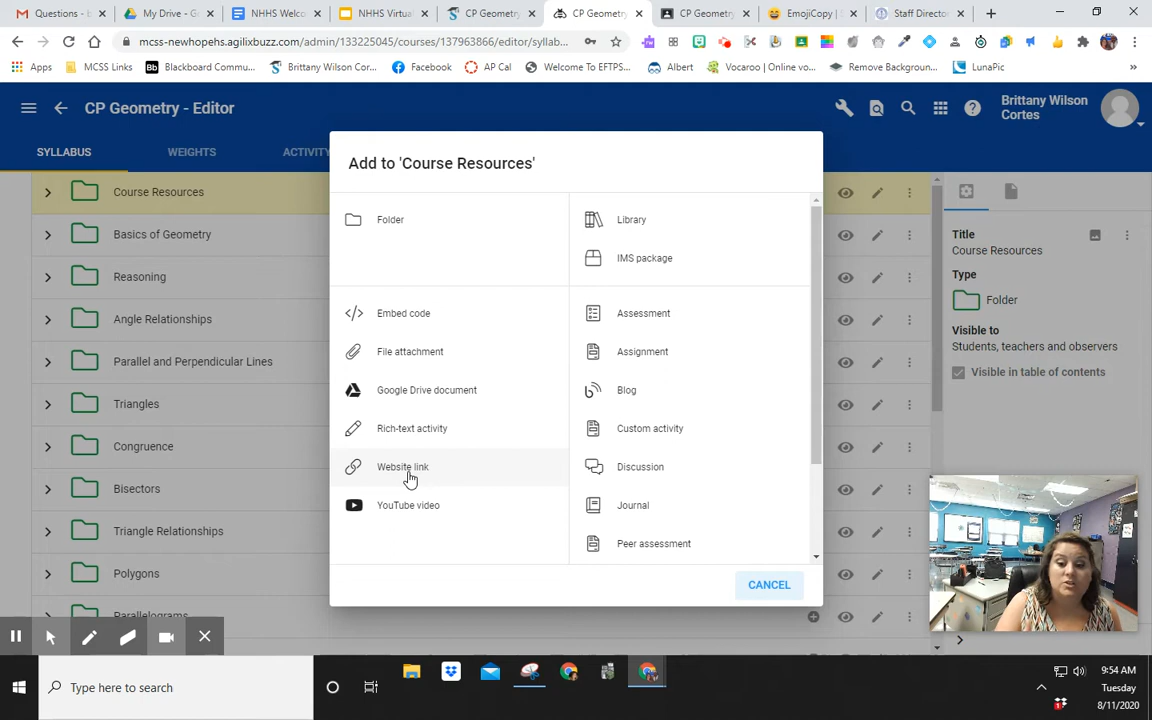 Questions - b
My Drive - G
NHHS Welco
NHHS Virtua
CP Geometry
CP Geometr
CP Geometr
EmojiCopy | S
Staff Directo
mcss-newhopehs.agilixbuzz.com/admin/133225045/courses/137963866/editor/syllab...
Apps
MCSS Links
Blackboard Commu...
Brittany Wilson Cor...
Facebook
AP Cal
Welcome To EFTPS...
Albert
Vocaroo | Online vo...
Remove Backgroun...
LunaPic
CP Geometry - Editor
Brittany Wilson
Cortes
SYLLABUS
WEIGHTS
ACTIVITY
Course Resources
Basics of Geometry
Reasoning
Angle Relationships
Parallel and Perpendicular Lines
Triangles
Congruence
Bisectors
Triangle Relationships
Polygons
Parallelograms
Add to 'Course Resources'
Folder
Library
IMS package
Embed code
Assessment
File attachment
Assignment
Google Drive document
Blog
Rich-text activity
Custom activity
Website link
Discussion
YouTube video
Journal
Peer assessment
CANCEL
Title
Course Resources
Type
Folder
Visible to
Students, teachers and observers
Visible in table of contents
Type here to search
9:54 AM
Tuesday
8/11/2020